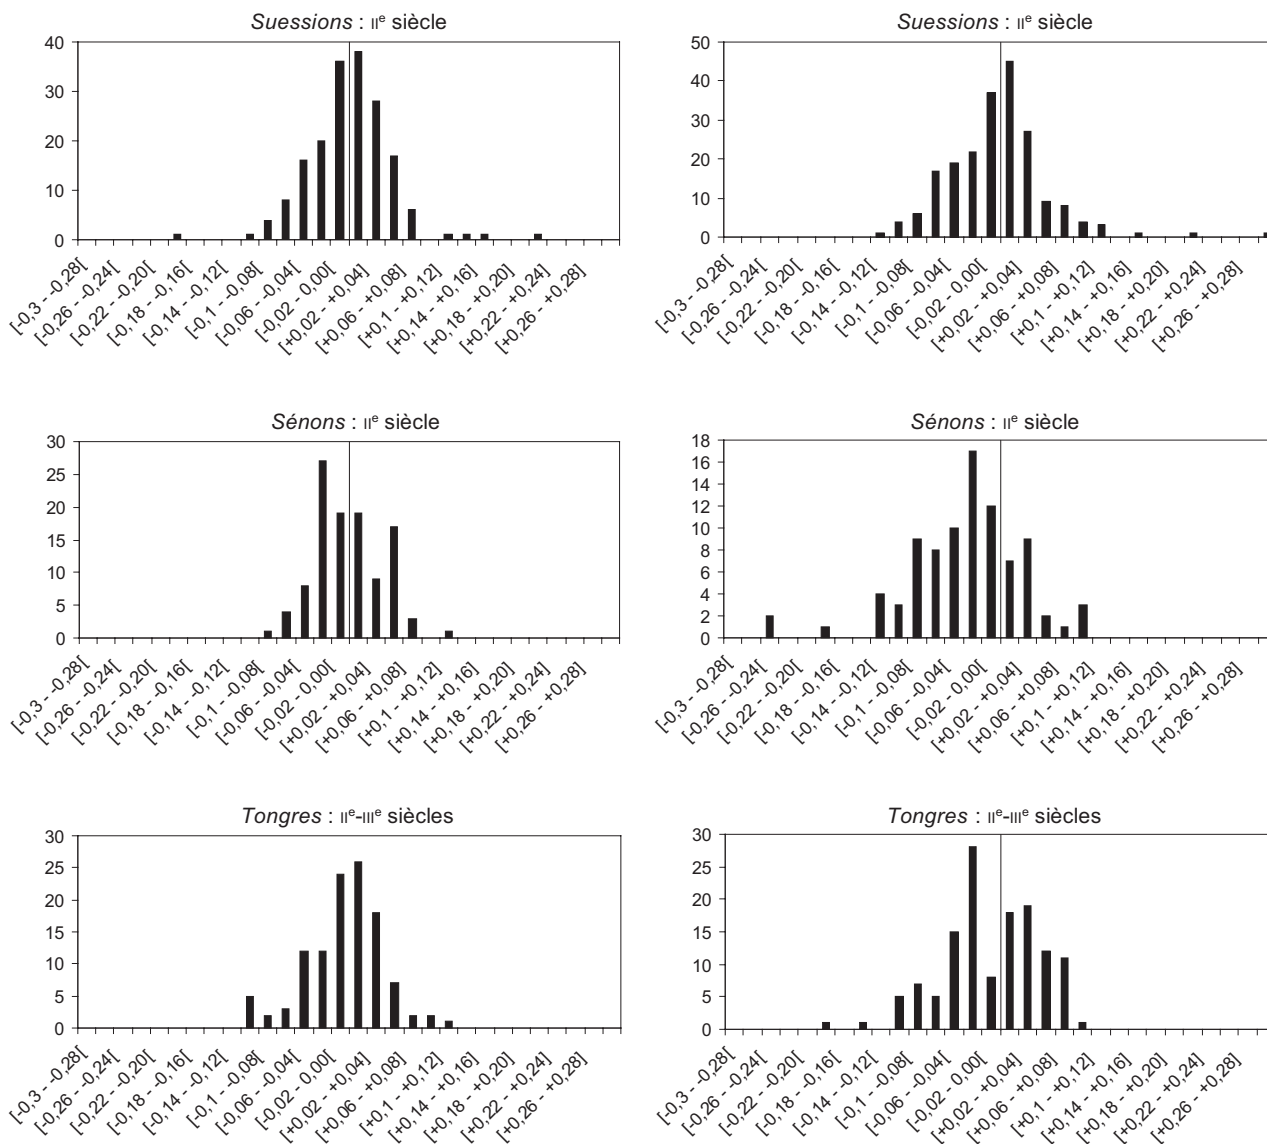 Suessions : IIe siècle
40
30
20
10
0
[-0,3 - -0,28[
[-0,26 - -0,24[
[-0,22 - -0,20[
[-0,18 - -0,16[
[-0,14 - -0,12[
[-0,1 - -0,08[
[-0,06 - -0,04[
[-0,02 - 0,00[
[+0,02 - +0,04]
[+0,06 - +0,08]
[+0,1 - +0,12]
[+0,14 - +0,16]
[+0,18 - +0,20]
[+0,22 - +0,24]
[+0,26 - +0,28]
Suessions : IIe siècle
50
40
30
20
10
0
[-0,3 - -0,28[
[-0,26 - -0,24[
[-0,22 - -0,20[
[-0,18 - -0,16[
[-0,14 - -0,12[
[-0,1 - -0,08[
[-0,06 - -0,04[
[-0,02 - 0,00[
[+0,02 - +0,04]
[+0,06 - +0,08]
[+0,1 - +0,12]
[+0,14 - +0,16]
[+0,18 - +0,20]
[+0,22 - +0,24]
[+0,26 - +0,28]
Sénons : IIe siècle
30
25
20
15
10
5
0
[-0,3 - -0,28[
[-0,26 - -0,24[
[-0,22 - -0,20[
[-0,18 - -0,16[
[-0,14 - -0,12[
[-0,1 - -0,08[
[-0,06 - -0,04[
[-0,02 - 0,00[
[+0,02 - +0,04]
[+0,06 - +0,08]
[+0,1 - +0,12]
[+0,14 - +0,16]
[+0,18 - +0,20]
[+0,22 - +0,24]
[+0,26 - +0,28]
Sénons : IIe siècle
18
16
14
12
10
8
6
4
2
0
[-0,3 - -0,28[
[-0,26 - -0,24[
[-0,22 - -0,20[
[-0,18 - -0,16[
[-0,14 - -0,12[
[-0,1 - -0,08[
[-0,06 - -0,04[
[-0,02 - 0,00[
[+0,02 - +0,04]
[+0,06 - +0,08]
[+0,1 - +0,12]
[+0,14 - +0,16]
[+0,18 - +0,20]
[+0,22 - +0,24]
[+0,26 - +0,28]
Tongres : IIe-IIIe siècles
30
25
20
15
10
5
0
[-0,3 - -0,28[
[-0,26 - -0,24[
[-0,22 - -0,20[
[-0,18 - -0,16[
[-0,14 - -0,12[
[-0,1 - -0,08[
[-0,06 - -0,04[
[-0,02 - 0,00[
[+0,02 - +0,04]
[+0,06 - +0,08]
[+0,1 - +0,12]
[+0,14 - +0,16]
[+0,18 - +0,20]
[+0,22 - +0,24]
[+0,26 - +0,28]
Tongres : IIe-IIIe siècles
30
25
20
15
10
5
0
[-0,3 - -0,28[
[-0,26 - -0,24[
[-0,22 - -0,20[
[-0,18 - -0,16[
[-0,14 - -0,12[
[-0,1 - -0,08[
[-0,06 - -0,04[
[-0,02 - 0,00[
[+0,02 - +0,04]
[+0,06 - +0,08]
[+0,1 - +0,12]
[+0,14 - +0,16]
[+0,18 - +0,20]
[+0,22 - +0,24]
[+0,26 - +0,28]